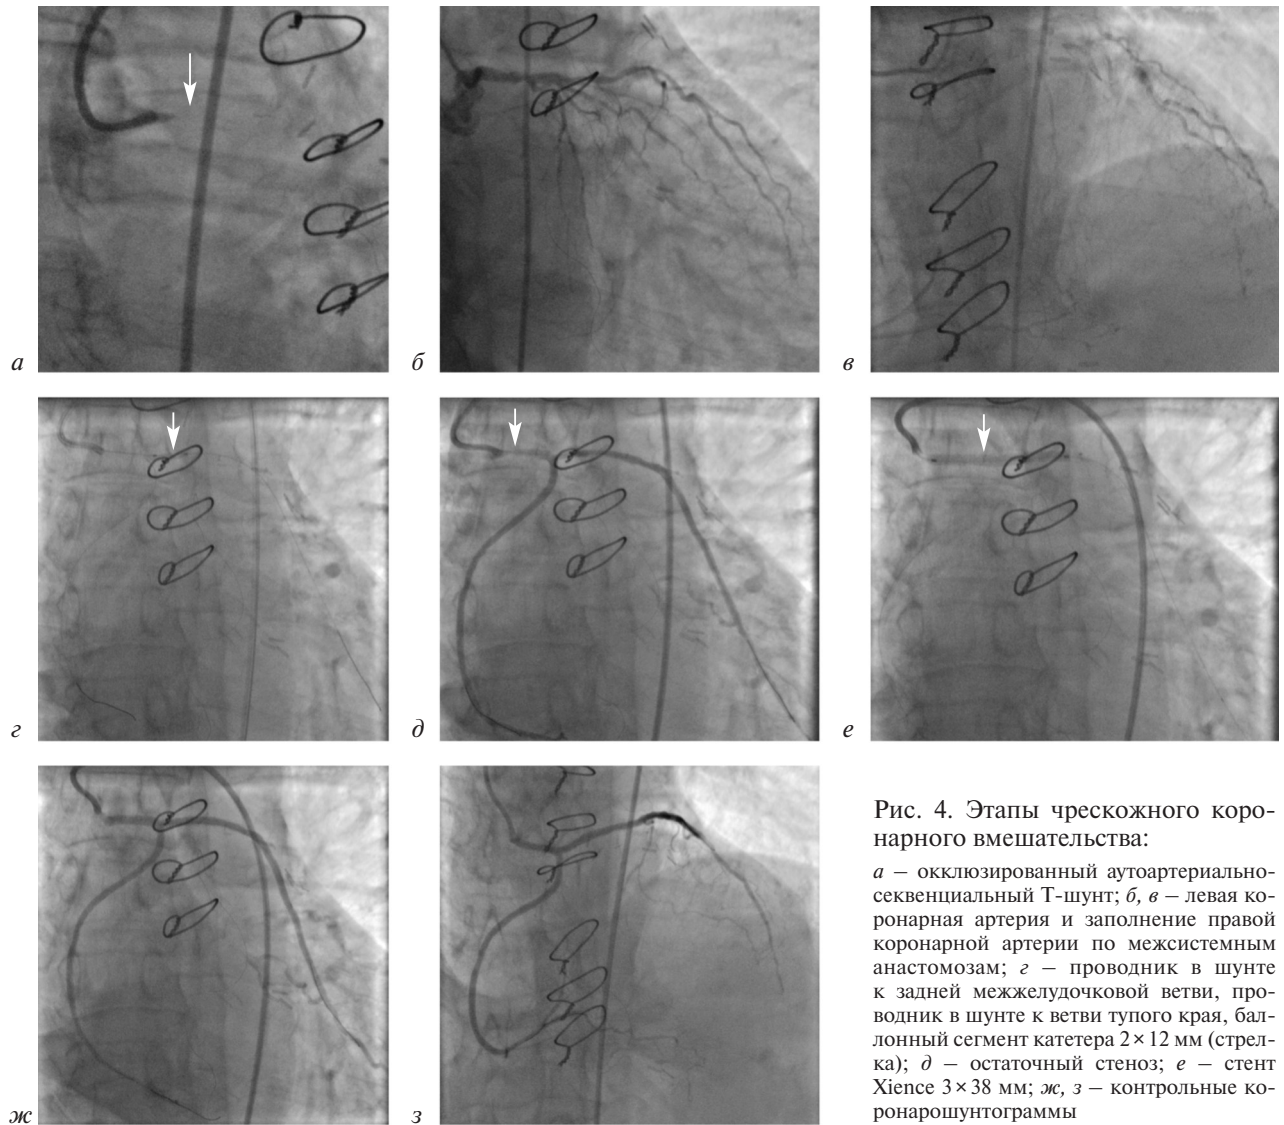 а
б
в
г
д
е
ж
з
Рис. 4. Этапы чрескожного коро-
нарного вмешательства:
а – окклюзированный аутоартериально-
секвенциальный Т-шунт; б, в – левая ко-
ронарная артерия и заполнение правой
коронарной артерии по межсистемным
анастомозам; г – проводник в шунте
к задней межжелудочковой ветви, про-
водник в шунте к ветви тупого края, бал-
лонный сегмент катетера 2 × 12 мм (стрел-
ка); д – остаточный стеноз; е – стент
Xience 3 × 38 мм; ж, з – контрольные ко-
ронарошунтограммы